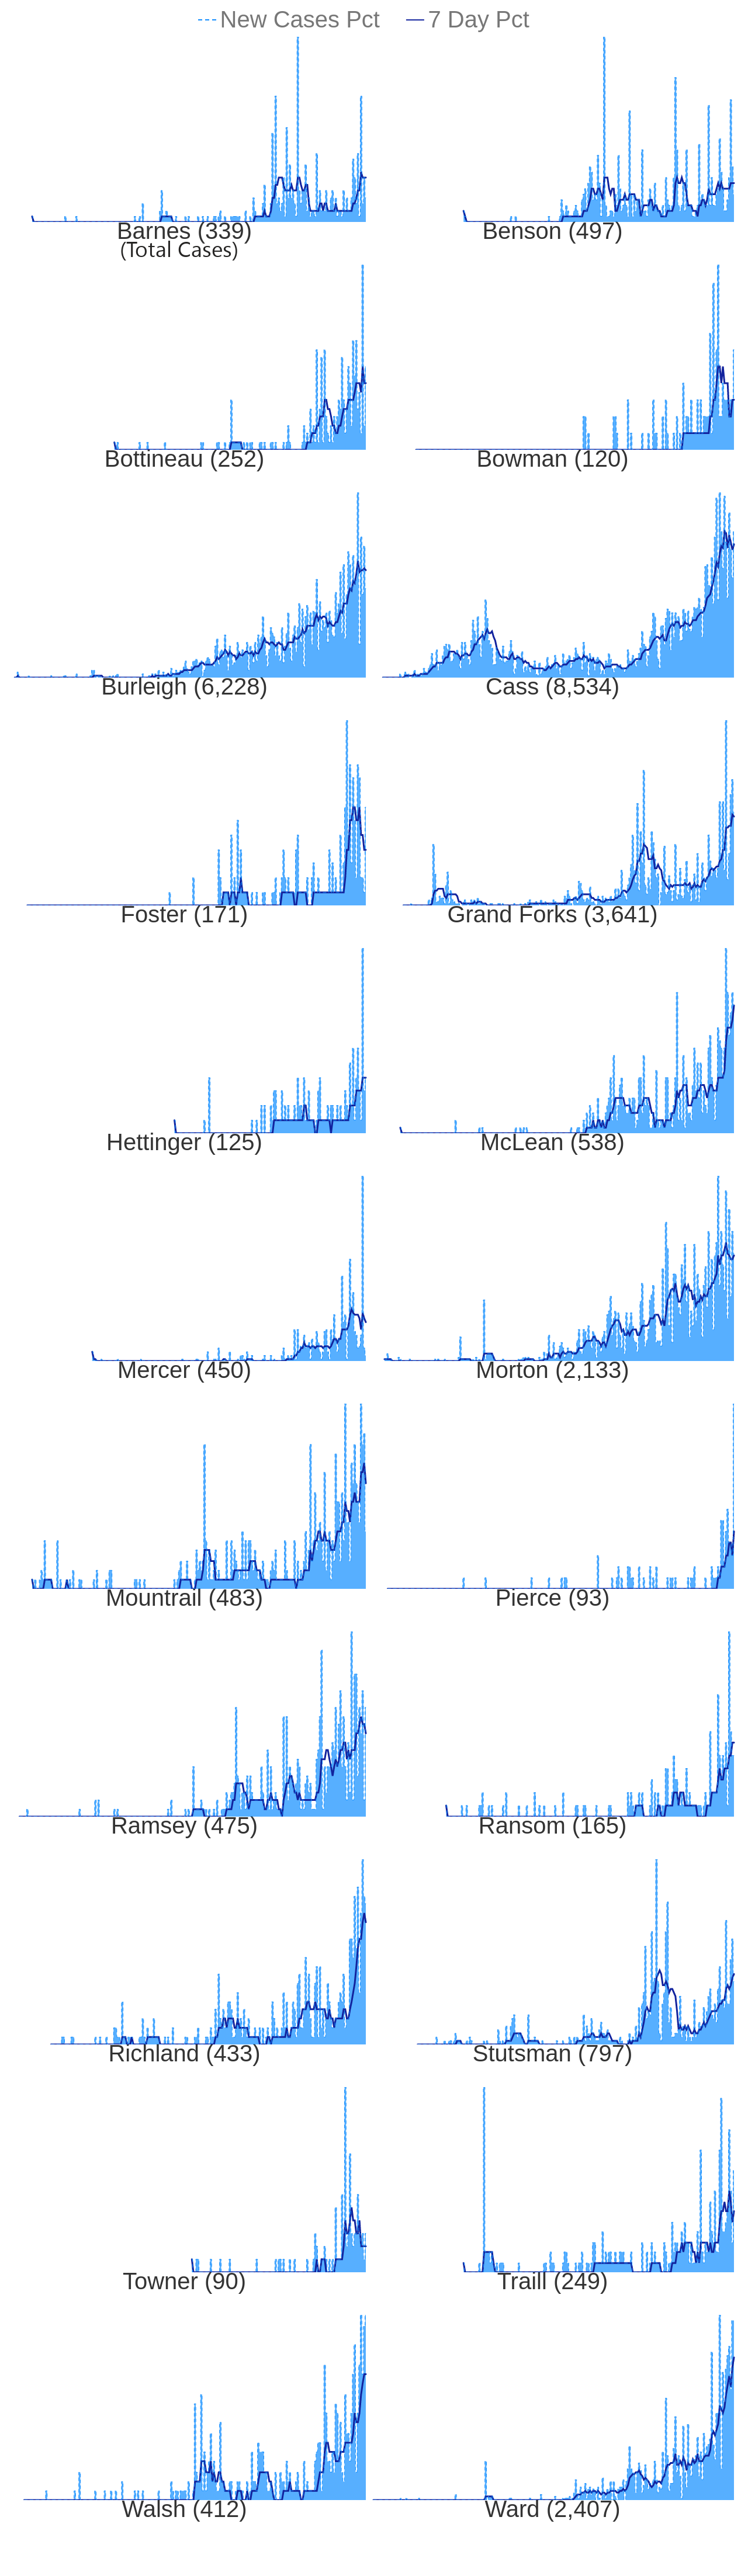 New Cases Pct 7 Day Pct
Barnes (339) Benson (497)
(Total Cases)
Bottineau (252) Bowman (120)
Burleigh (6,228) Cass (8,534)
Foster (171) Grand Forks (3,641)
Hettinger (125) McLean (538)
Mercer (450) Morton (2,133)
Mountrail (483) Pierce (93)
Ramsey (475) Ransom (165)
Richland (433) Stutsman (797)
Towner (90) Traill (249)
Walsh (412) Ward (2,407)